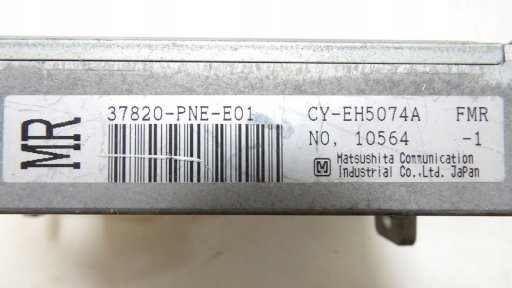 MR
37820-PNE-E01 CY-EH5074A FMR
NO, 10564 -1
M Matsushita Communication
Industrial Co.,Ltd. JaPan